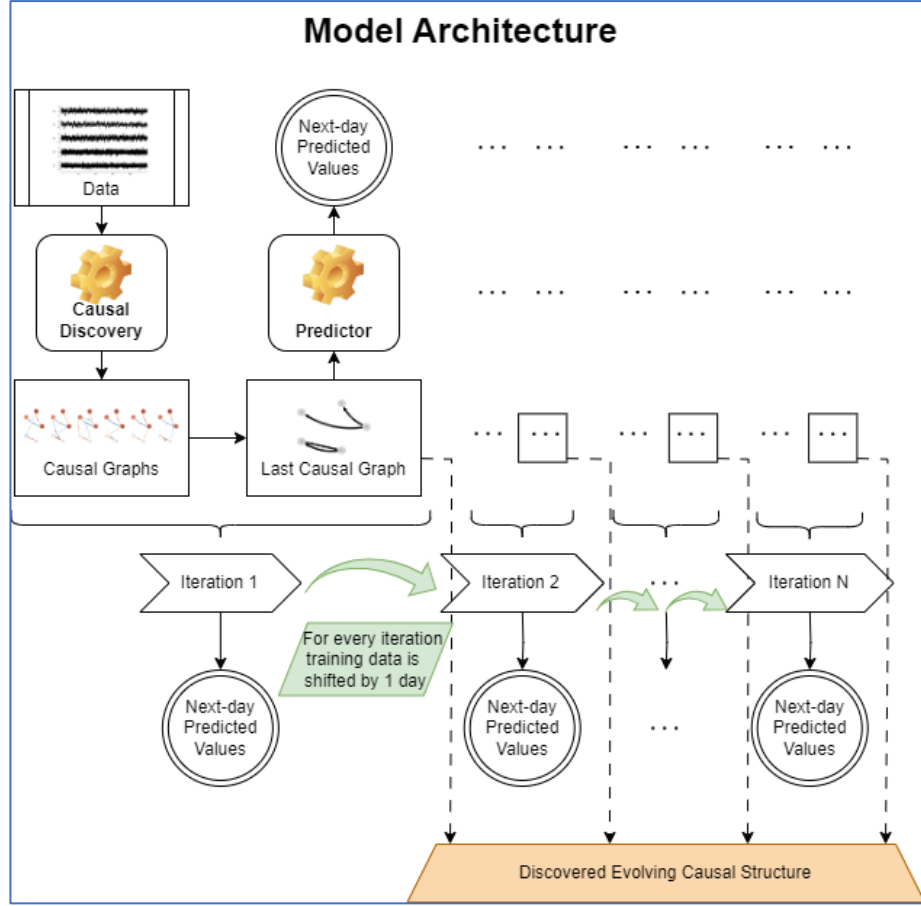 Model Architecture
Next-day
Predicted
Values
... ... ... ... ... ...
Data
Causal
Discovery
Predictor
... ... ... ... ... ...
Causal Graphs
Last Causal Graph
... ... ... ... ... ...
Iteration 1
Iteration 2
...
Iteration N
For every iteration
training data is
shifted by 1 day
Next-day
Predicted
Values
Next-day
Predicted
Values
...
Next-day
Predicted
Values
Discovered Evolving Causal Structure